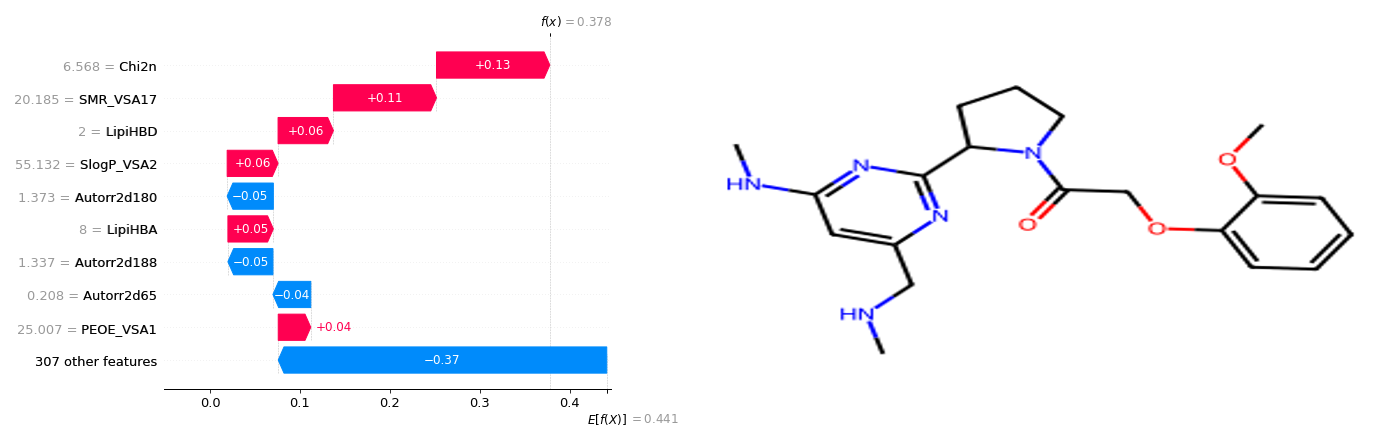 f(x) = 0.378
6.568 = Chi2n
+0.13
20.185 = SMR_VSA17
+0.11
2 = LipiHBD
+0.06
55.132 = SlogP_VSA2
+0.06
1.373 = Autorr2d180
−0.05
8 = LipiHBA
+0.05
1.337 = Autorr2d188
−0.05
0.208 = Autorr2d65
−0.04
25.007 = PEOE_VSA1
+0.04
307 other features
−0.37
0.0 0.1 0.2 0.3 0.4
E[f(X)] = 0.441
N
N
HN
N
O
O
O
N
HN